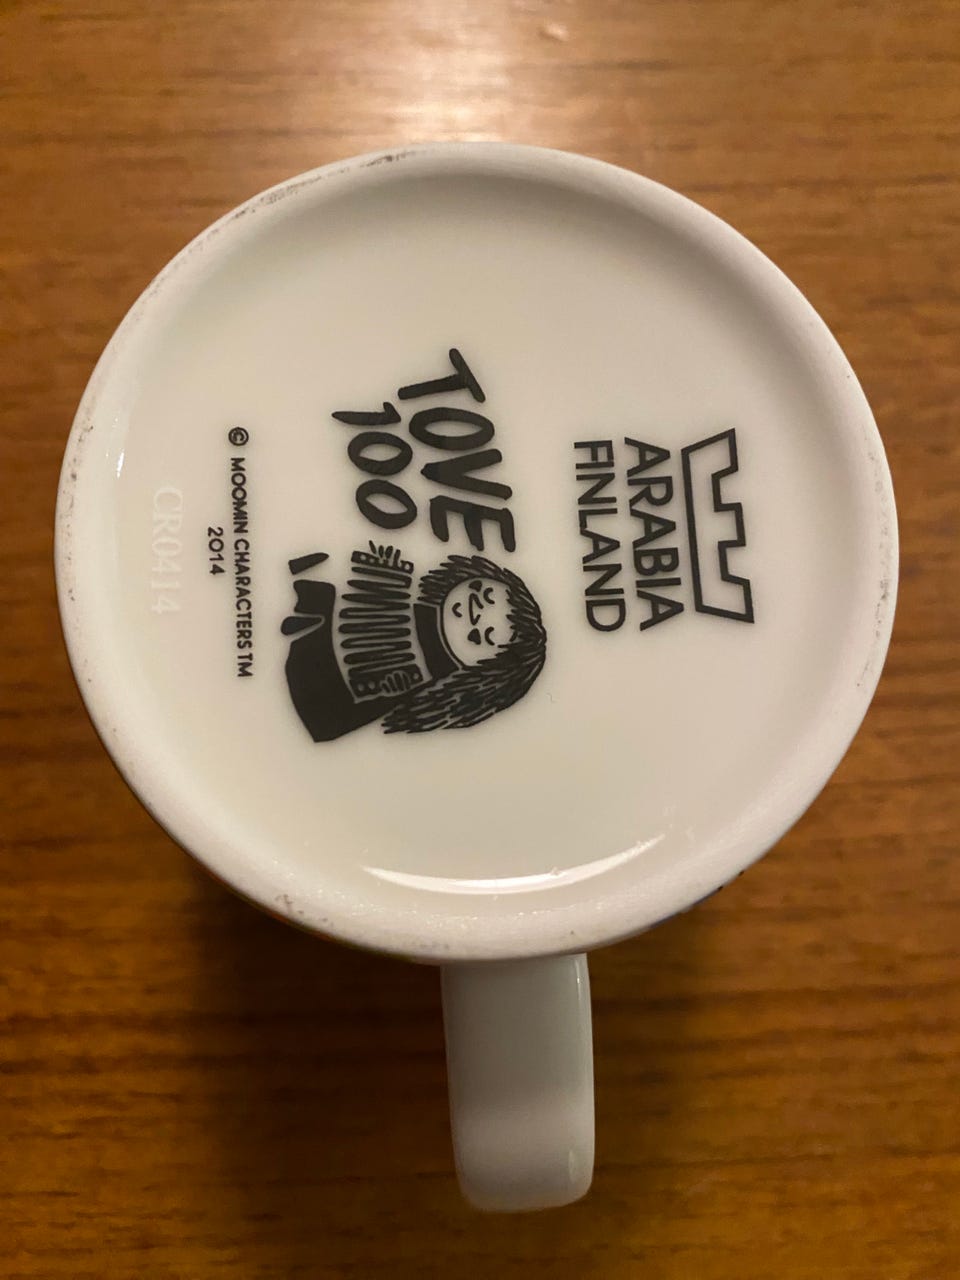 ARABIA
FINLAND
TOVE
100
© MOOMIN CHARACTERS TM
2014
CR0414